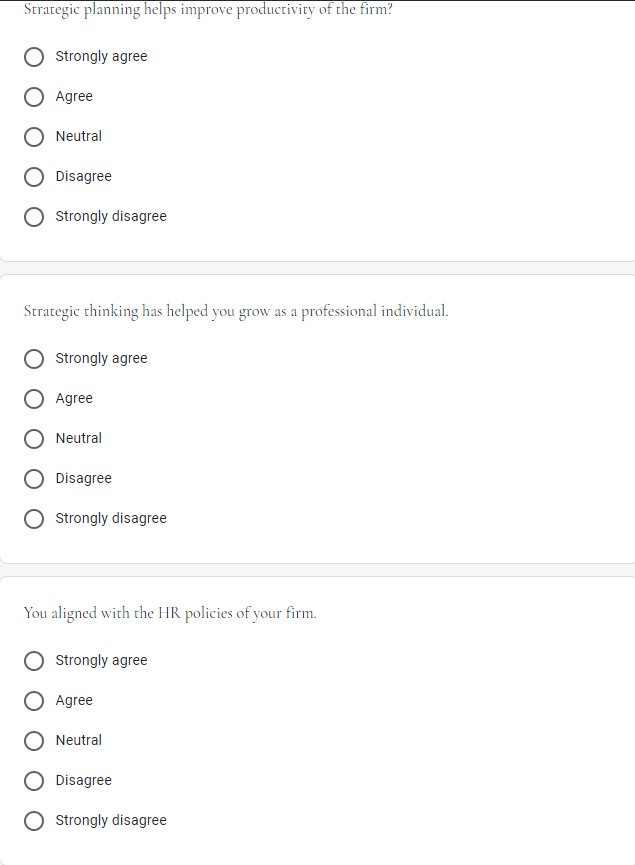 Strategic planning helps improve productivity of the firm?
Strongly agree
Agree
Neutral
Disagree
Strongly disagree
Strategic thinking has helped you grow as a professional individual.
Strongly agree
Agree
Neutral
Disagree
Strongly disagree
You aligned with the HR policies of your firm.
Strongly agree
Agree
Neutral
Disagree
Strongly disagree